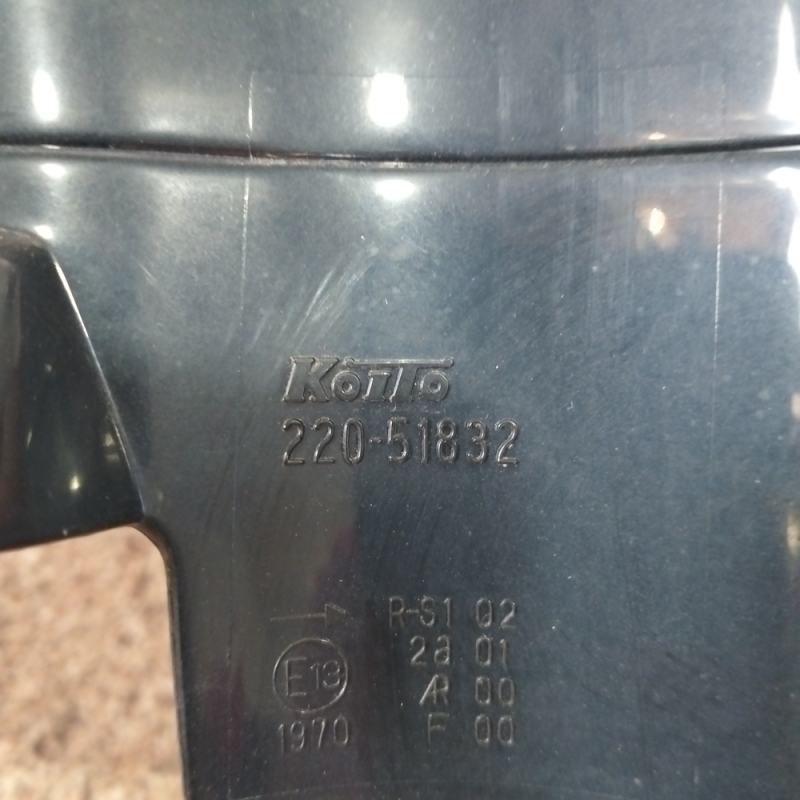 KOITO
220-51832
R-S1 02
2a 01
AR 00
F 00
E13
1970